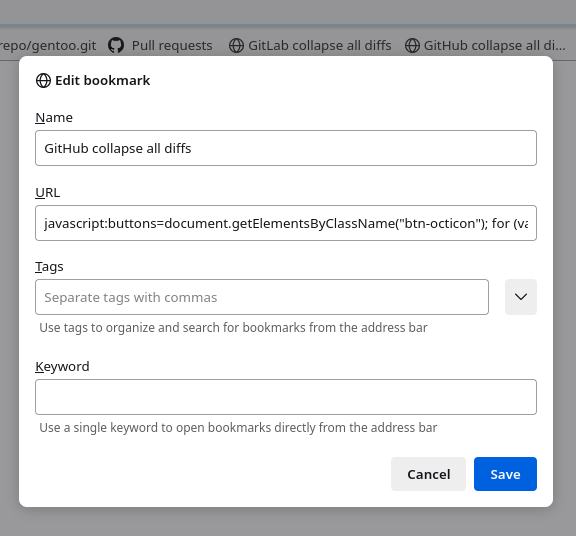 repo/gentoo.git Pull requests GitLab collapse all diffs GitHub collapse all di...
Edit bookmark
Name
GitHub collapse all diffs
URL
javascript:buttons=document.getElementsByClassName("btn-octicon"); for (va
Tags
Separate tags with commas
Use tags to organize and search for bookmarks from the address bar
Keyword
Use a single keyword to open bookmarks directly from the address bar
Cancel Save